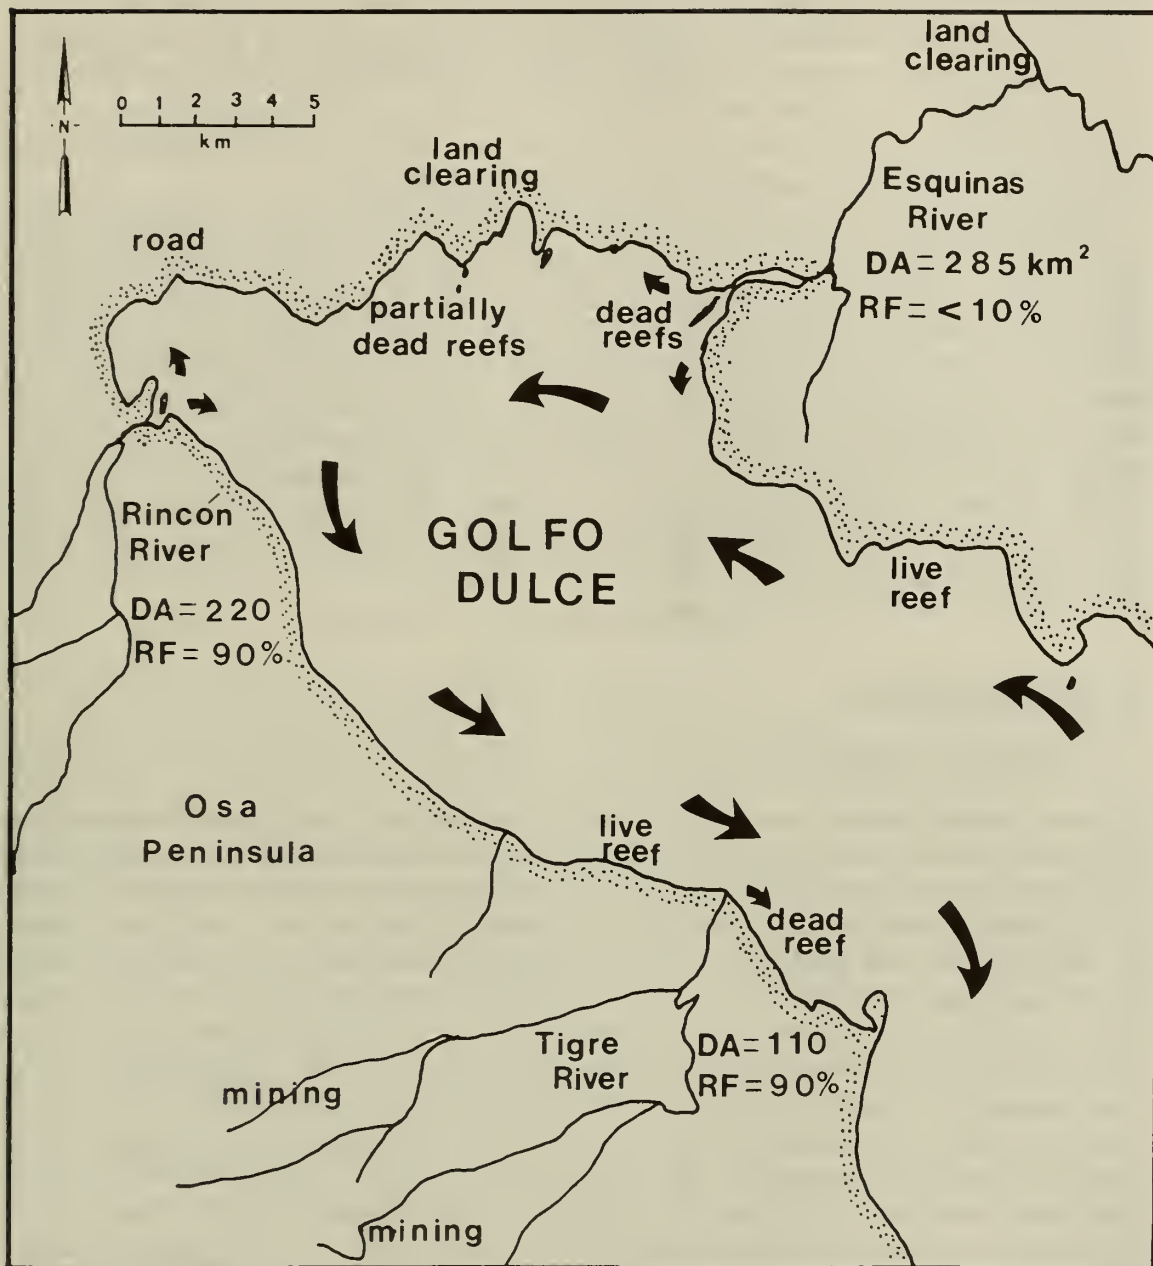 land
clearing
N
0 1 2 3 4 5
km
land
clearing
Esquinas
River
DA = 285 km²
RF = < 10%
road
partially
dead reefs
dead
reefs
Rincón
River
DA = 220
RF = 90%
GOLFO
DULCE
live
reef
Osa
Peninsula
live
reef
dead
reef
Tigre
River
DA = 110
RF = 90%
mining
mining